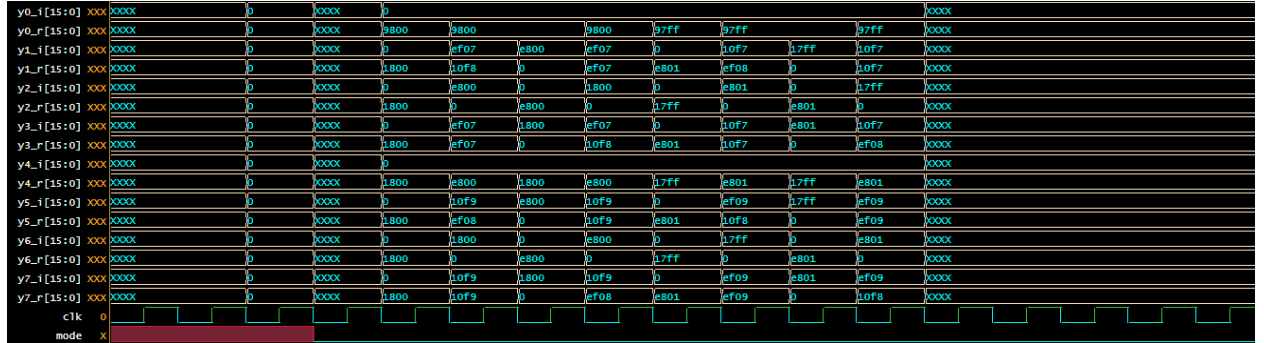 y0_i[15:0] XXX XXXX 0 XXXX 0 XXXX
y0_r[15:0] XXX XXXX 0 XXXX 9800 9800 9800 97ff 97ff 97ff XXXX
y1_i[15:0] XXX XXXX 0 XXXX 0 ef07 e800 ef07 0 10f7 17ff 10f7 XXXX
y1_r[15:0] XXX XXXX 0 XXXX 1800 10f8 0 ef07 e801 ef08 0 10f7 XXXX
y2_i[15:0] XXX XXXX 0 XXXX 0 e800 0 1800 0 e801 0 17ff XXXX
y2_r[15:0] XXX XXXX 0 XXXX 1800 0 e800 0 17ff 0 e801 0 XXXX
y3_i[15:0] XXX XXXX 0 XXXX 0 ef07 1800 ef07 0 10f7 e801 10f7 XXXX
y3_r[15:0] XXX XXXX 0 XXXX 1800 ef07 0 10f8 e801 10f7 0 ef08 XXXX
y4_i[15:0] XXX XXXX 0 XXXX 0 XXXX
y4_r[15:0] XXX XXXX 0 XXXX 1800 e800 1800 e800 17ff e801 17ff e801 XXXX
y5_i[15:0] XXX XXXX 0 XXXX 0 10f9 e800 10f9 0 ef09 17ff ef09 XXXX
y5_r[15:0] XXX XXXX 0 XXXX 1800 ef08 0 10f9 e801 10f8 0 ef09 XXXX
y6_i[15:0] XXX XXXX 0 XXXX 0 1800 0 e800 0 17ff 0 e801 XXXX
y6_r[15:0] XXX XXXX 0 XXXX 1800 0 e800 0 17ff 0 e801 0 XXXX
y7_i[15:0] XXX XXXX 0 XXXX 0 10f9 1800 10f9 0 ef09 e801 ef09 XXXX
y7_r[15:0] XXX XXXX 0 XXXX 1800 10f9 0 ef08 e801 ef09 0 10f8 XXXX
clk 0
mode X